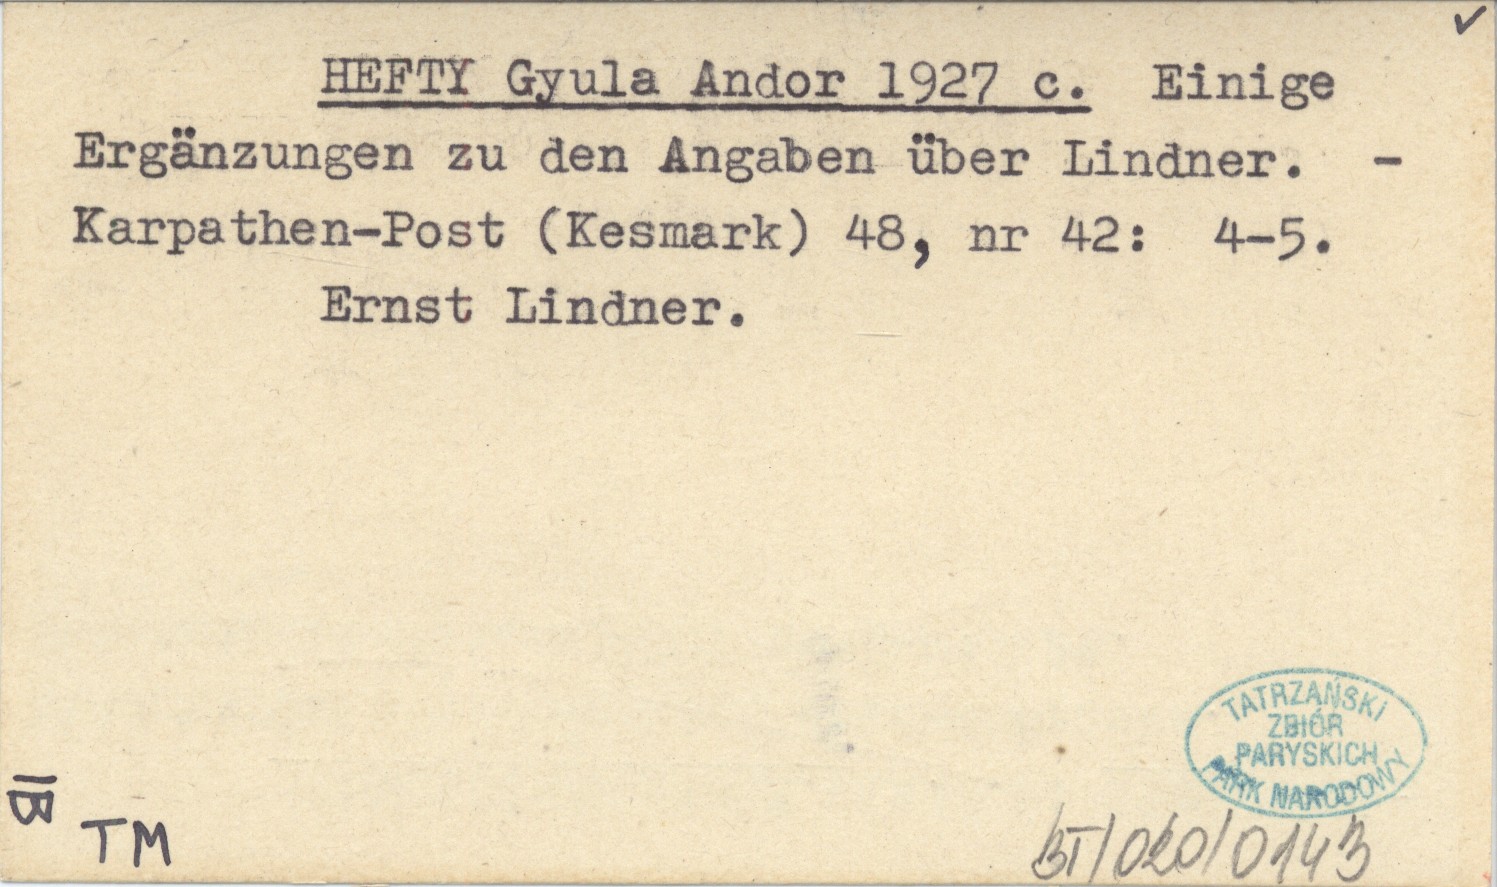 ✓
HEFTY Gyula Andor 1927 c. Einige
Ergänzungen zu den Angaben über Lindner. -
Karpathen-Post (Kesmark) 48, nr 42: 4-5.
Ernst Lindner.
TATRZAŃSKI
ZBIÓR
PARYSKICH
PARK NARODOWY
IB
TM
BT/020/0143